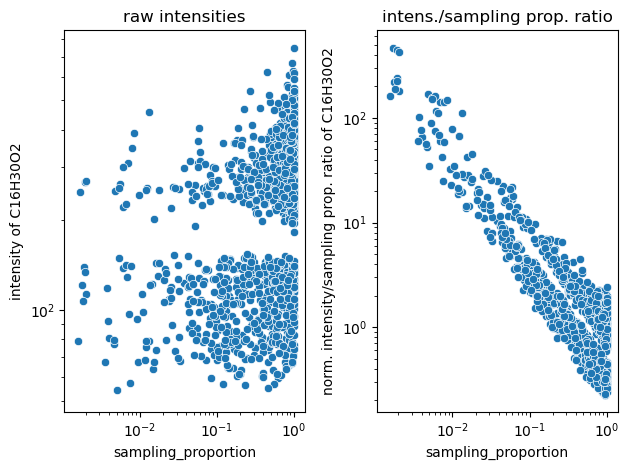 raw intensities
intensity of C16H30O2
10²
10⁻² 10⁻¹ 10⁰
sampling_proportion
intens./sampling prop. ratio
norm. intensity/sampling prop. ratio of C16H30O2
10²
10¹
10⁰
10⁻² 10⁻¹ 10⁰
sampling_proportion